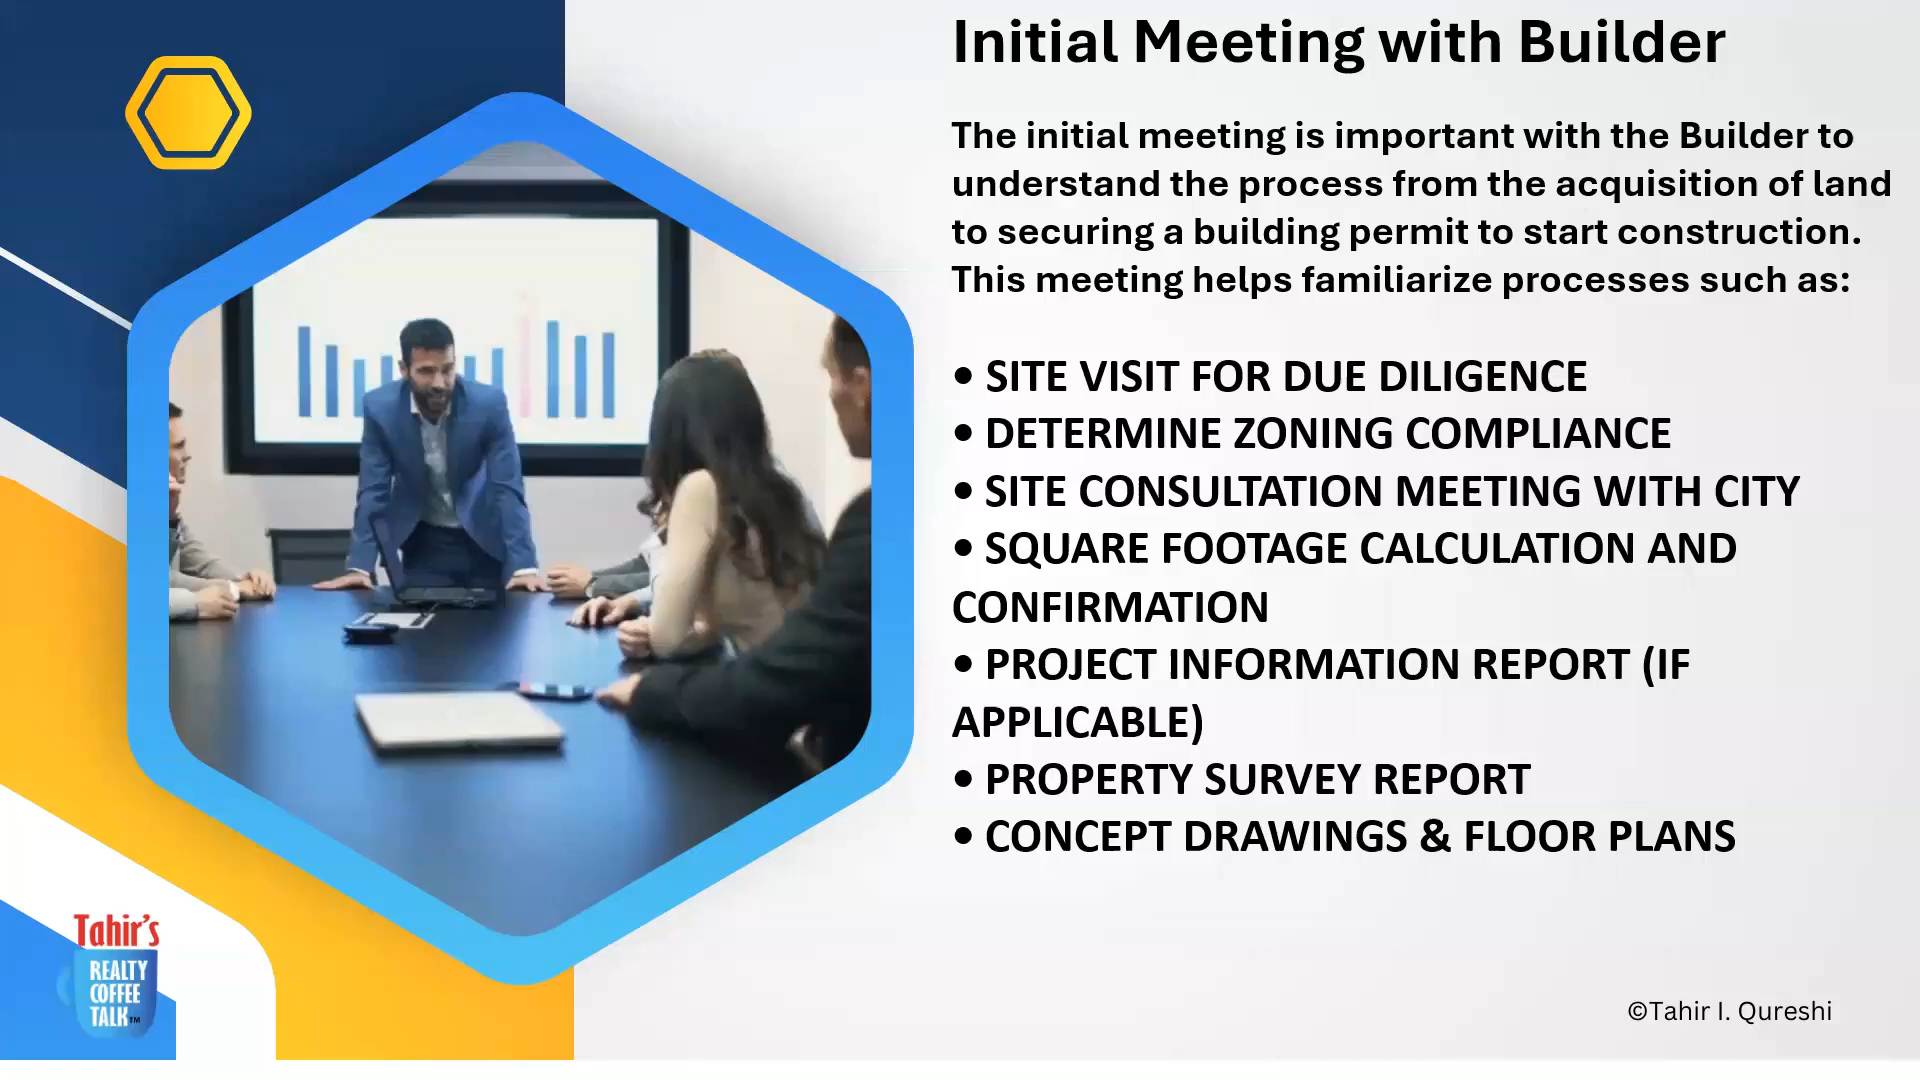 Initial Meeting with Builder
The initial meeting is important with the Builder to
understand the process from the acquisition of land
to securing a building permit to start construction.
This meeting helps familiarize processes such as:
• SITE VISIT FOR DUE DILIGENCE
• DETERMINE ZONING COMPLIANCE
• SITE CONSULTATION MEETING WITH CITY
• SQUARE FOOTAGE CALCULATION AND
CONFIRMATION
• PROJECT INFORMATION REPORT (IF
APPLICABLE)
• PROPERTY SURVEY REPORT
• CONCEPT DRAWINGS & FLOOR PLANS
Tahir's
REALTY
COFFEE
TALK™
©Tahir I. Qureshi